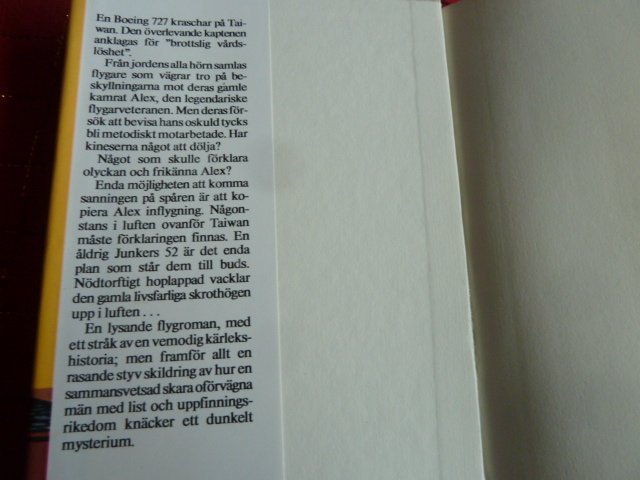 En Boeing 727 kraschar på Tai-
wan. Den överlevande kaptenen
anklagas för "brottslig vårds-
löshet".
Från jordens alla hörn samlas
flygare som vägrar tro på be-
skyllningarna mot deras gamle
kamrat Alex, den legendariske
flygarveteranen. Men deras för-
sök att bevisa hans oskuld tycks
bli metodiskt motarbetade. Har
kineserna något att dölja?
Något som skulle förklara
olyckan och frikänna Alex?
Enda möjligheten att komma
sanningen på spåren är att ko-
piera Alex inflygning. Någon-
stans i luften ovanför Taiwan
måste förklaringen finnas. En
åldrig Junkers 52 är det enda
plan som står dem till buds.
Nödtorftigt hoplappad vacklar
den gamla livsfarliga skrothögen
upp i luften . . .
En lysande flygroman, med
ett stråk av en vemodig kärleks-
historia; men framför allt en
rasande styv skildring av hur en
sammansvetsad skara oförvägna
män med list och uppfinnings-
rikedom knäcker ett dunkelt
mysterium.